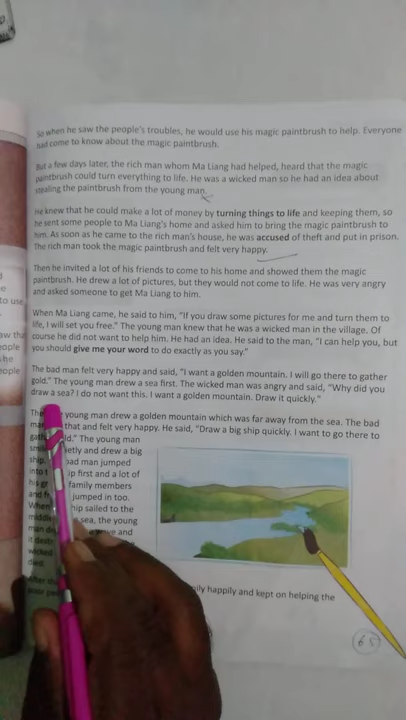 So when he saw the people's troubles, he would use his magic paintbrush to help. Everyone
had come to know about the magic paintbrush.
But a few days later, the rich man whom Ma Liang had helped, heard that the magic
paintbrush could turn everything to life. He was a wicked man so he had an idea about
stealing the paintbrush from the young man.
He knew that he could make a lot of money by turning things to life and keeping them, so
he sent some people to Ma Liang's home and asked him to bring the magic paintbrush to
him. As soon as he came to the rich man's house, he was accused of theft and put in prison.
The rich man took the magic paintbrush and felt very happy.
Then he invited a lot of his friends to come to his home and showed them the magic
paintbrush. He drew a lot of pictures, but they would not come to life. He was very angry
and asked someone to get Ma Liang to him.
When Ma Liang came, he said to him, "If you draw some pictures for me and turn them to
life, I will set you free." The young man knew that he was a wicked man in the village. Of
course he did not want to help him. He had an idea. He said to the man, "I can help you, but
you should give me your word to do exactly as you say."
The bad man felt very happy and said, "I want a golden mountain. I will go there to gather
gold." The young man drew a sea first. The wicked man was angry and said, "Why did you
draw a sea? I do not want this. I want a golden mountain. Draw it quickly."
young man drew a golden mountain which was far away from the sea. The bad
that and felt very happy. He said, "Draw a big ship quickly. I want to go there to
The young man
and drew a big
ship. bad man jumped
into first and a lot of
his family members
and jumped in too.
When sailed to the
sea, the young
and
happily and kept on helping the
65